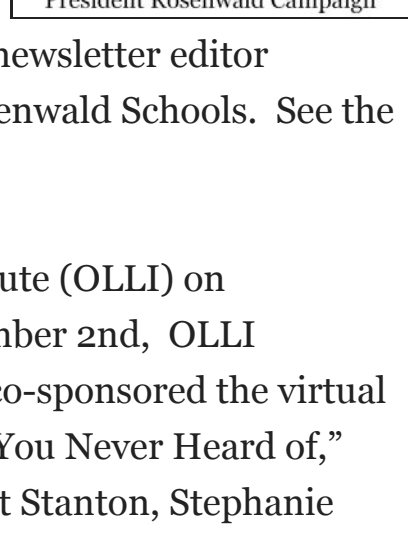 President Rosenwald Campaign
newsletter editor
enwald Schools.  See the
ute (OLLI) on
mber 2nd,  OLLI
co-sponsored the virtual
You Never Heard of,”
t Stanton, Stephanie